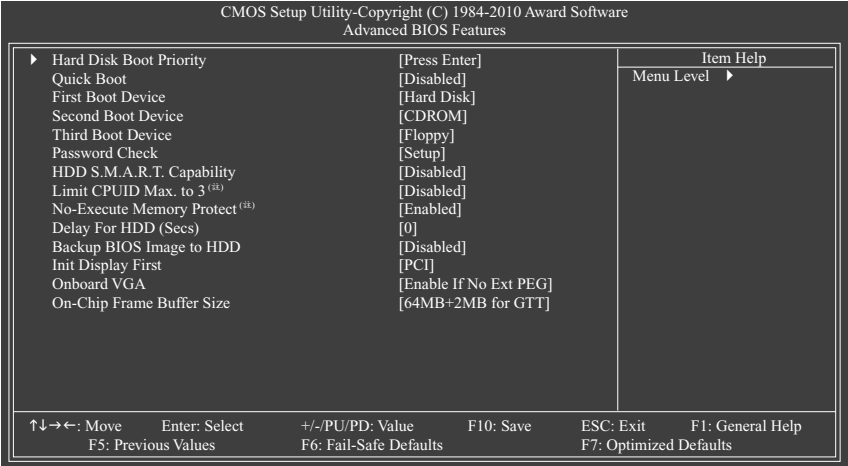 CMOS Setup Utility-Copyright (C) 1984-2010 Award Software
Advanced BIOS Features
Hard Disk Boot Priority [Press Enter]
Quick Boot [Disabled]
First Boot Device [Hard Disk]
Second Boot Device [CDROM]
Third Boot Device [Floppy]
Password Check [Setup]
HDD S.M.A.R.T. Capability [Disabled]
Limit CPUID Max. to 3 (註) [Disabled]
No-Execute Memory Protect (註) [Enabled]
Delay For HDD (Secs) [0]
Backup BIOS Image to HDD [Disabled]
Init Display First [PCI]
Onboard VGA [Enable If No Ext PEG]
On-Chip Frame Buffer Size [64MB+2MB for GTT]
Item Help
Menu Level
↑↓→←: Move Enter: Select +/-/PU/PD: Value F10: Save ESC: Exit F1: General Help
F5: Previous Values F6: Fail-Safe Defaults F7: Optimized Defaults